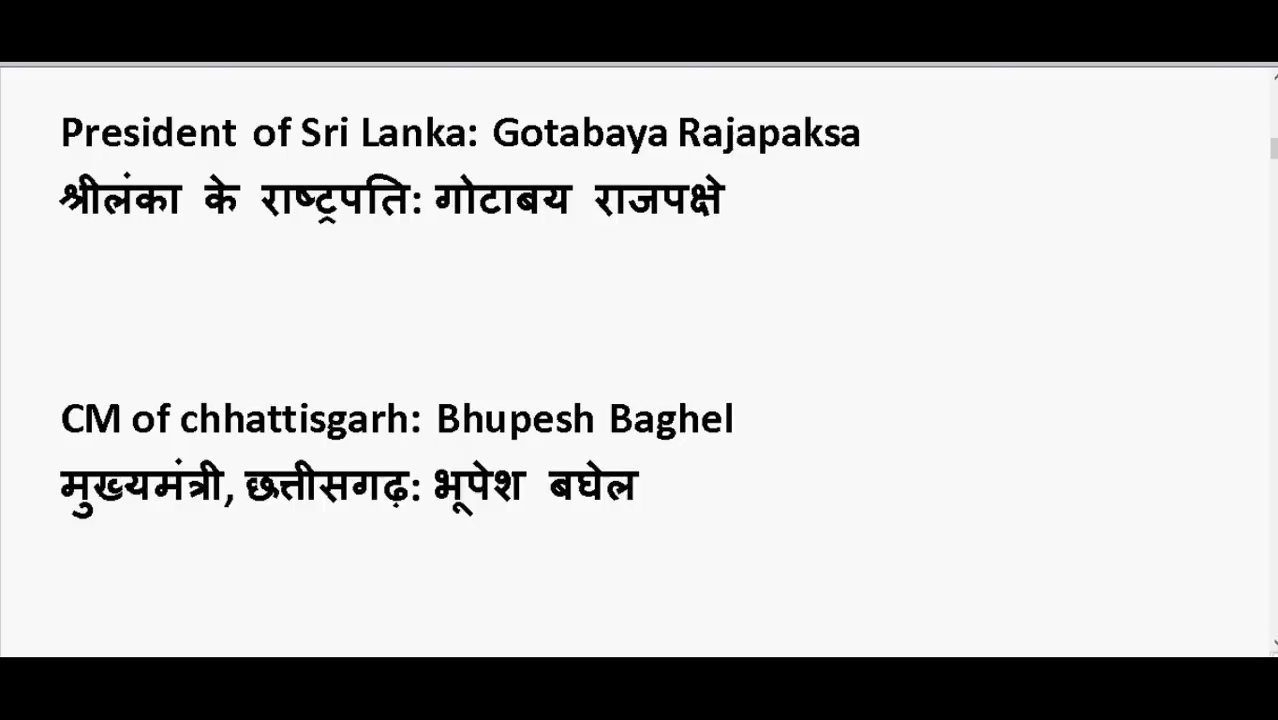 President of Sri Lanka: Gotabaya Rajapaksa
श्रीलंका के राष्ट्रपति: गोटाबय राजपक्षे
CM of chhattisgarh: Bhupesh Baghel
मुख्यमंत्री, छत्तीसगढ़: भूपेश बघेल